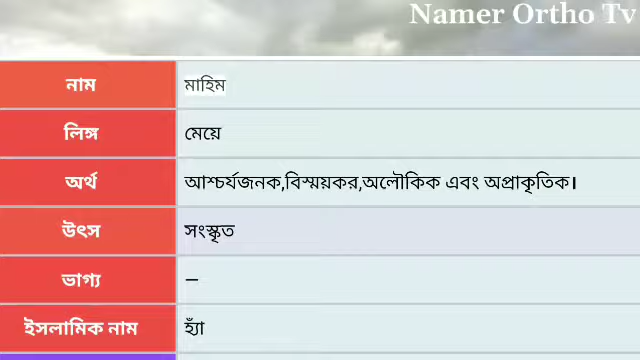 Namer Ortho Tv
নাম মাহিম
লিঙ্গ মেয়ে
অর্থ আশ্চর্যজনক,বিস্ময়কর,অলৌকিক এবং অপ্রাকৃতিক।
উৎস সংস্কৃত
ভাগ্য –
ইসলামিক নাম হ্যাঁ